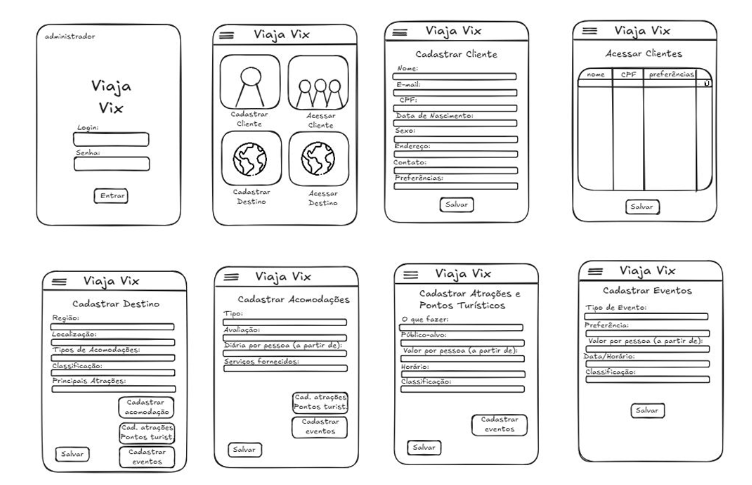 administrador
Viaja
Vix
Login:
Senha:
Entrar
Viaja Vix
Cadastrar
Cliente
Acessar
Cliente
Cadastrar
Destino
Acessar
Destino
Viaja Vix
Cadastrar Cliente
Nome:
E-mail:
CPF:
Data de Nascimento:
Sexo:
Endereço:
Contato:
Preferências:
Salvar
Viaja Vix
Acessar Clientes
nome CPF preferências
Salvar
Viaja Vix
Cadastrar Destino
Região:
Localização:
Tipos de Acomodações:
Classificação:
Principais Atrações:
Cadastrar
acomodação
Cad. atrações
Pontos turist.
Cadastrar
eventos
Salvar
Viaja Vix
Cadastrar Acomodações
Tipo:
Avaliação:
Diária por pessoa (a partir de):
Serviços fornecidos:
Cad. atrações
Pontos turist.
Cadastrar
eventos
Salvar
Viaja Vix
Cadastrar Atrações e
Pontos Turísticos
O que fazer:
Público-alvo:
Valor por pessoa (a partir de):
Horário:
Classificação:
Cadastrar
eventos
Salvar
Viaja Vix
Cadastrar Eventos
Tipo de Evento:
Preferência:
Valor por pessoa (a partir de):
Data/Horário:
Classificação:
Salvar